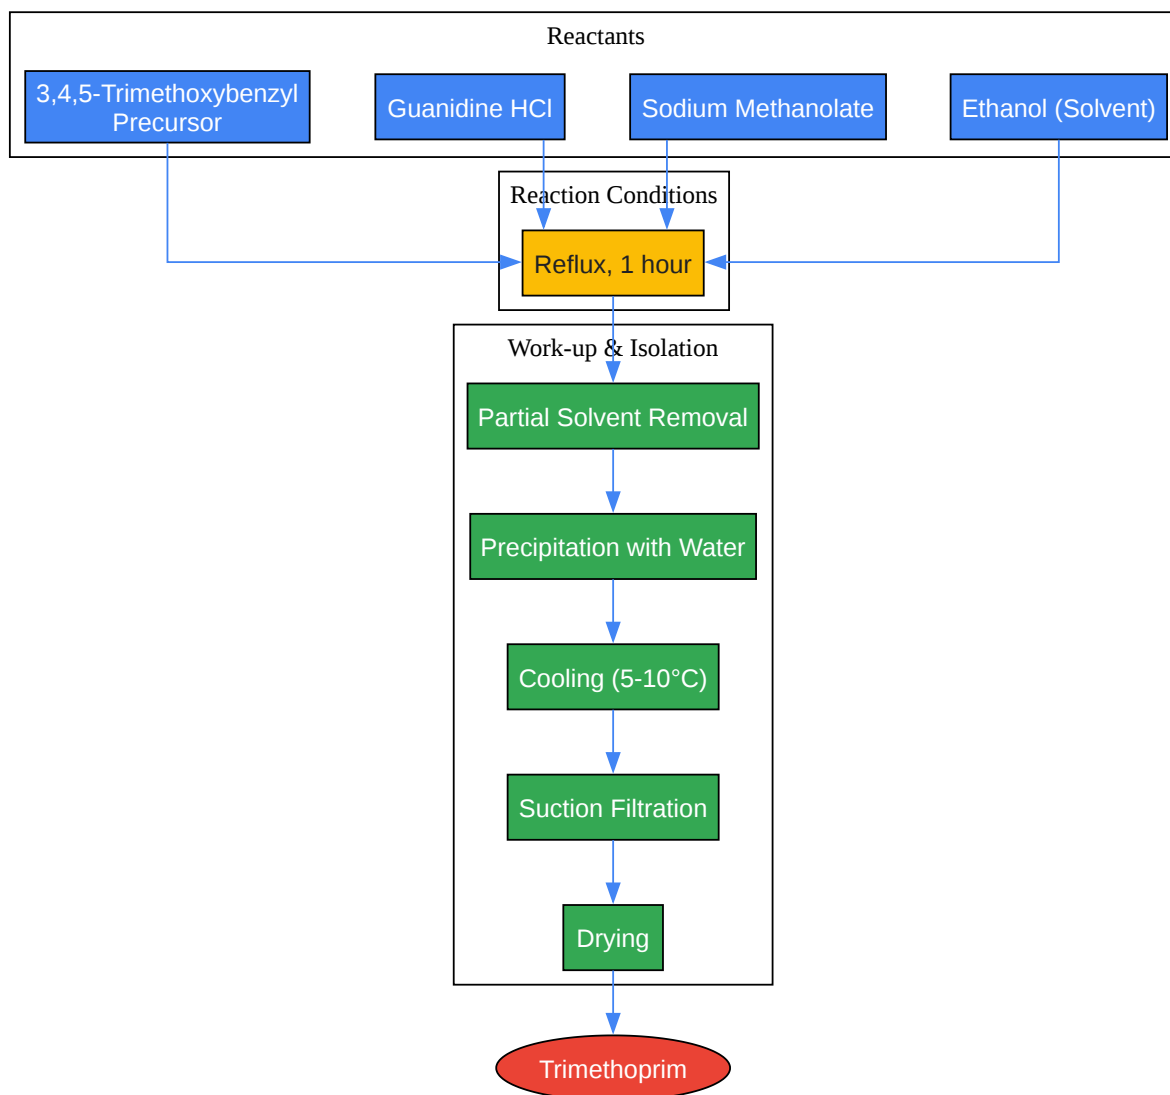 Reactants
3,4,5-Trimethoxybenzyl
Precursor
Guanidine HCl
Sodium Methanolate
Ethanol (Solvent)
Reaction Conditions
Reflux, 1 hour
Work-up & Isolation
Partial Solvent Removal
Precipitation with Water
Cooling (5-10°C)
Suction Filtration
Drying
Trimethoprim